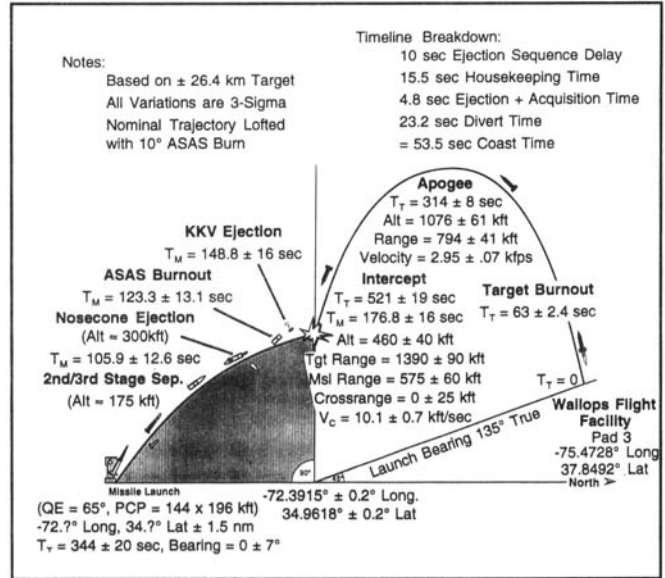 Notes:
Based on ± 26.4 km Target
All Variations are 3-Sigma
Nominal Trajectory Lofted
with 10° ASAS Burn
Timeline Breakdown:
10 sec Ejection Sequence Delay
15.5 sec Housekeeping Time
4.8 sec Ejection + Acquisition Time
23.2 sec Divert Time
= 53.5 sec Coast Time
Apogee
T_T = 314 ± 8 sec
Alt = 1076 ± 61 kft
Range = 794 ± 41 kft
Velocity = 2.95 ± .07 kfps
KKV Ejection
T_M = 148.8 ± 16 sec
ASAS Burnout
T_M = 123.3 ± 13.1 sec
Nosecone Ejection
(Alt ≈ 300kft)
T_M = 105.9 ± 12.6 sec
2nd/3rd Stage Sep.
(Alt ≈ 175 kft)
Intercept
T_T = 521 ± 19 sec
T_M = 176.8 ± 16 sec
Alt = 460 ± 40 kft
Tgt Range = 1390 ± 90 kft
Msl Range = 575 ± 60 kft
Crossrange = 0 ± 25 kft
V_C = 10.1 ± 0.7 kft/sec
Target Burnout
T_T = 63 ± 2.4 sec
T_T = 0
Wallops Flight
Facility
Pad 3
-75.4728° Long
37.8492° Lat
Launch Bearing 135° True
North >
90°
Missile Launch
(QE = 65°, PCP = 144 x 196 kft)
-72.?° Long, 34.?° Lat ± 1.5 nm
T_T = 344 ± 20 sec, Bearing = 0 ± 7°
-72.3915° ± 0.2° Long.
34.9618° ± 0.2° Lat